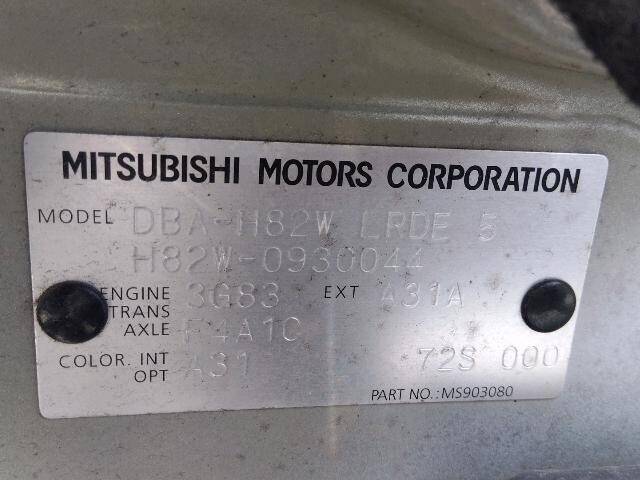 MITSUBISHI MOTORS CORPORATION
MODEL DBA-H82W LRDE 5
H82W-0930044
ENGINE 3G83 EXT A31A
TRANS
AXLE F4A1C
COLOR. INT A31 72S 000
OPT
PART NO.:MS903080